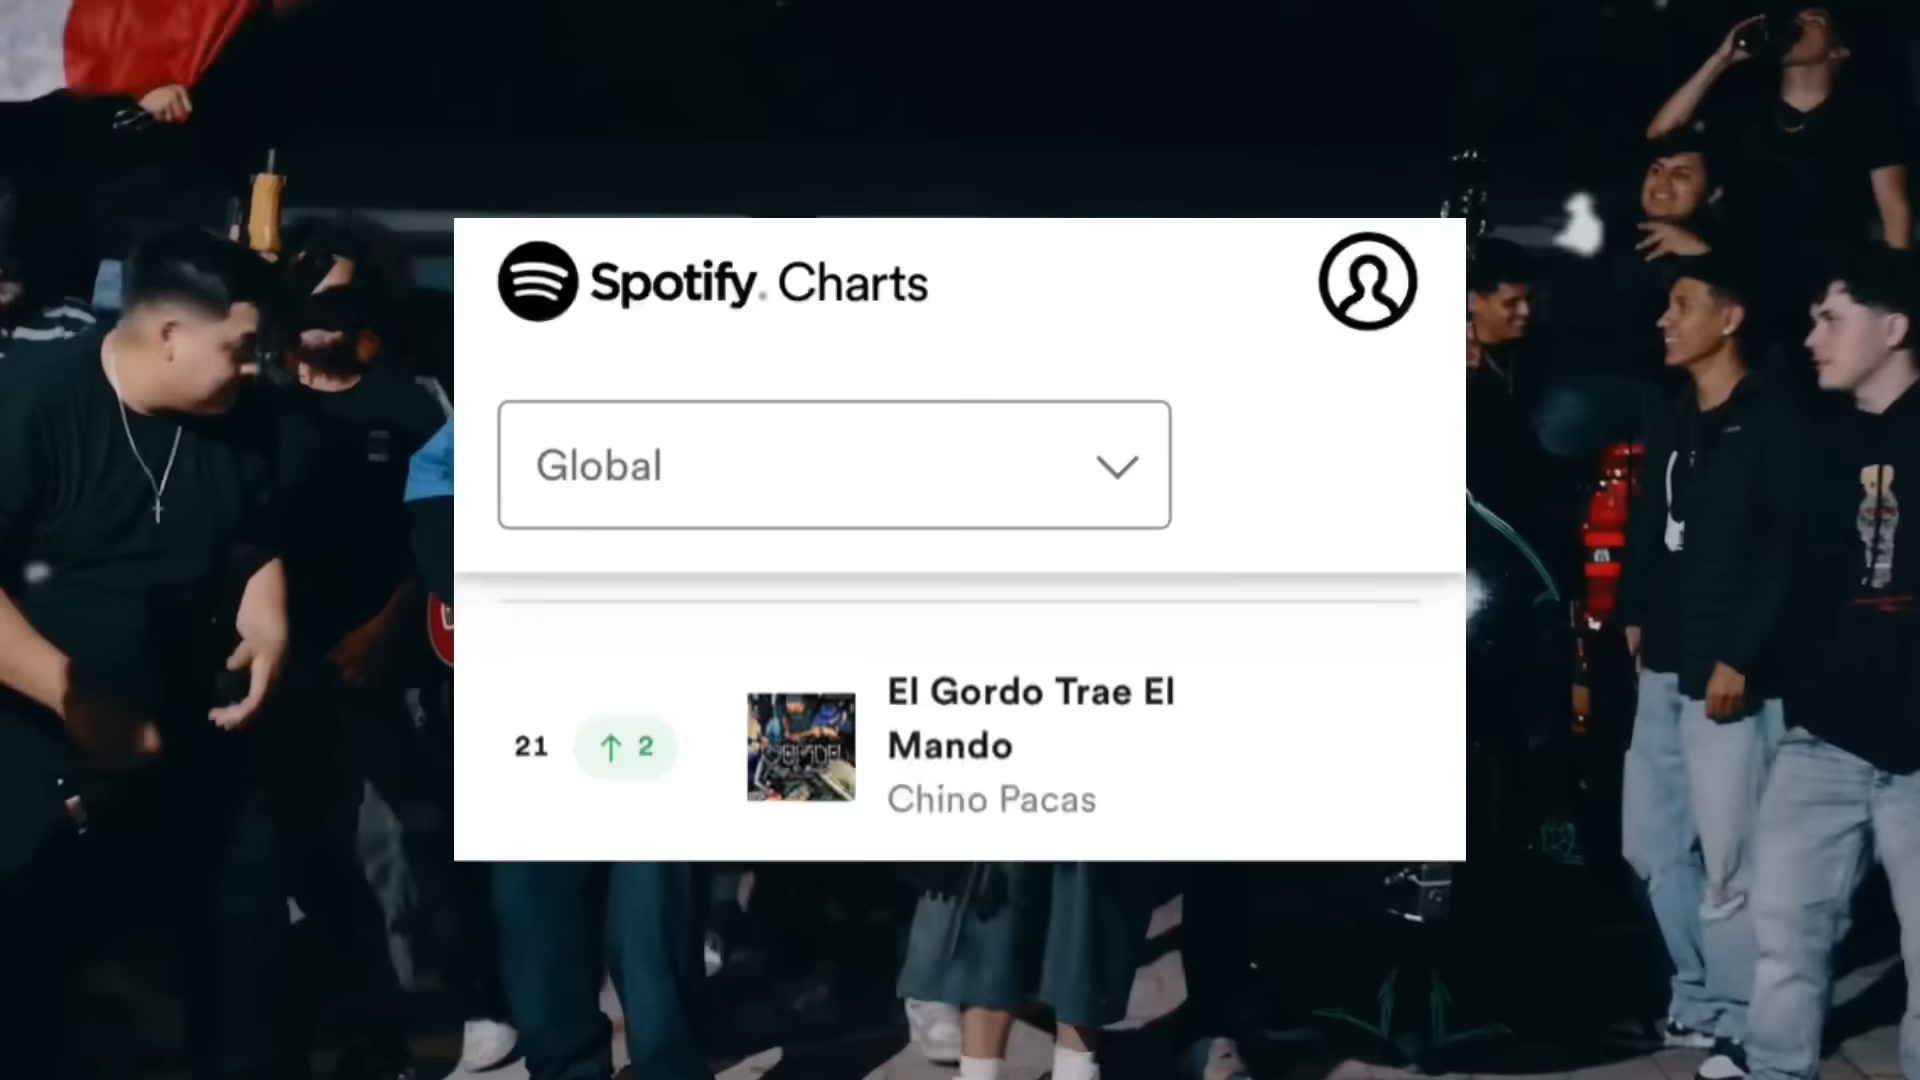 Spotify. Charts
Global
21 ↑ 2
El Gordo Trae El
Mando
Chino Pacas